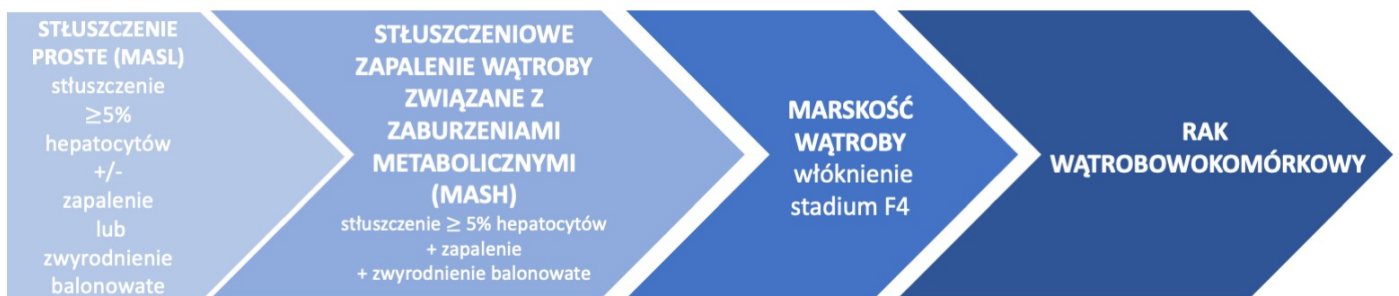 STŁUSZCZENIE
PROSTE (MASL)
stłuszczenie
≥5%
hepatocytów
+/-
zapalenie
lub
zwyrodnienie
balonowate
STŁUSZCZENIOWE
ZAPALENIE WĄTROBY
ZWIĄZANE Z
ZABURZENIAMI
METABOLICZNYMI
(MASH)
stłuszczenie ≥ 5% hepatocytów
+ zapalenie
+ zwyrodnienie balonowate
MARSKOŚĆ
WĄTROBY
włóknienie
stadium F4
RAK
WĄTROBOWOKOMÓRKOWY